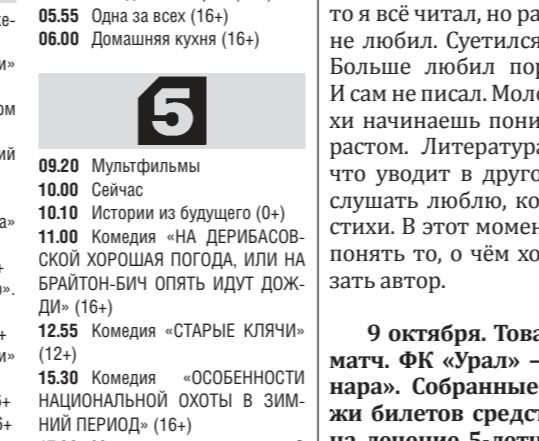 05.55 Одна за всех (16+)
06.00 Домашняя кухня (16+)
5
09.20 Мультфильмы
10.00 Сейчас
10.10 Истории из будущего (0+)
11.00 Комедия «НА ДЕРИБАСОВ-
СКОЙ ХОРОШАЯ ПОГОДА, ИЛИ НА
БРАЙТОН-БИЧ ОПЯТЬ ИДУТ ДОЖ-
ДИ» (16+)
12.55 Комедия «СТАРЫЕ КЛЯЧИ»
(12+)
15.30 Комедия «ОСОБЕННОСТИ
НАЦИОНАЛЬНОЙ ОХОТЫ В ЗИМ-
НИЙ ПЕРИОД» (16+)
то я всё читал, но ра
не любил. Суетился
Больше любил пор
И сам не писал. Моло
хи начинаешь пони
растом. Литература
что уводит в друго
слушать люблю, ко
стихи. В этот момен
понять то, о чём хо
зать автор.
9 октября. Това
матч. ФК «Урал» –
нара». Собранные
жи билетов средст
на лечение 5-летн